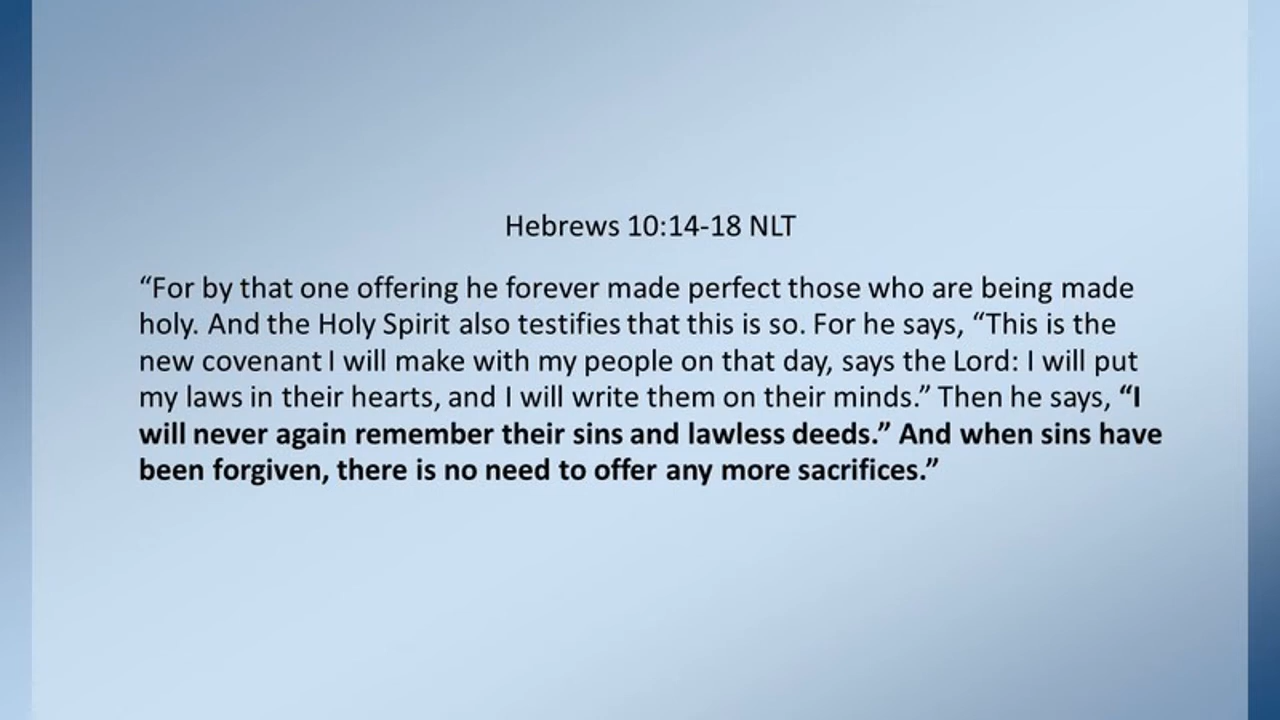 Hebrews 10:14-18 NLT
“For by that one offering he forever made perfect those who are being made
holy. And the Holy Spirit also testifies that this is so. For he says, “This is the
new covenant I will make with my people on that day, says the Lord: I will put
my laws in their hearts, and I will write them on their minds.” Then he says, “I
will never again remember their sins and lawless deeds.” And when sins have
been forgiven, there is no need to offer any more sacrifices.”